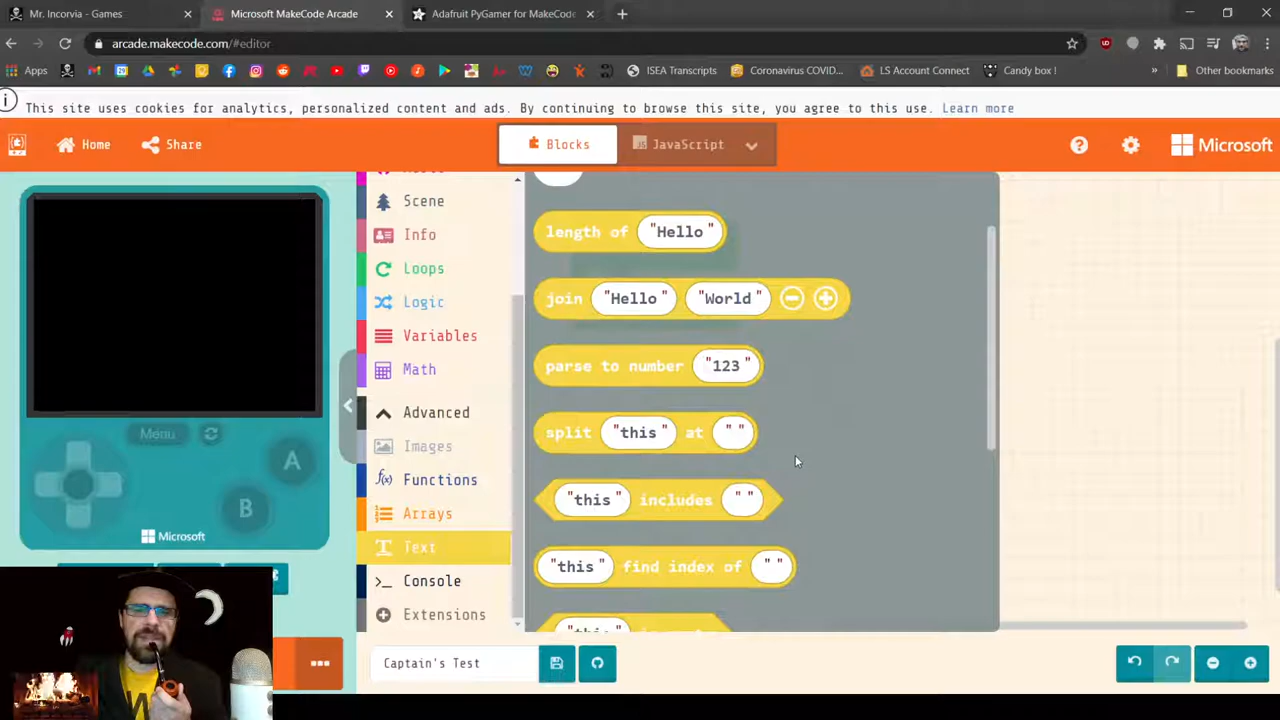 Mr. Incorvia - Games
Microsoft MakeCode Arcade
Adafruit PyGamer for MakeCode
arcade.makecode.com/#editor
Apps
ISEA Transcripts
Coronavirus COVID...
LS Account Connect
Candy box !
Other bookmarks
This site uses cookies for analytics, personalized content and ads. By continuing to browse this site, you agree to this use. Learn more
Home
Share
Blocks
JavaScript
Microsoft
Scene
Info
Loops
Logic
Variables
Math
Advanced
Images
Functions
Arrays
Text
Console
Extensions
length of "Hello"
join "Hello" "World"
parse to number "123"
split "this" at " "
"this" includes " "
"this" find index of " "
Menu
A
B
Microsoft
Captain's Test